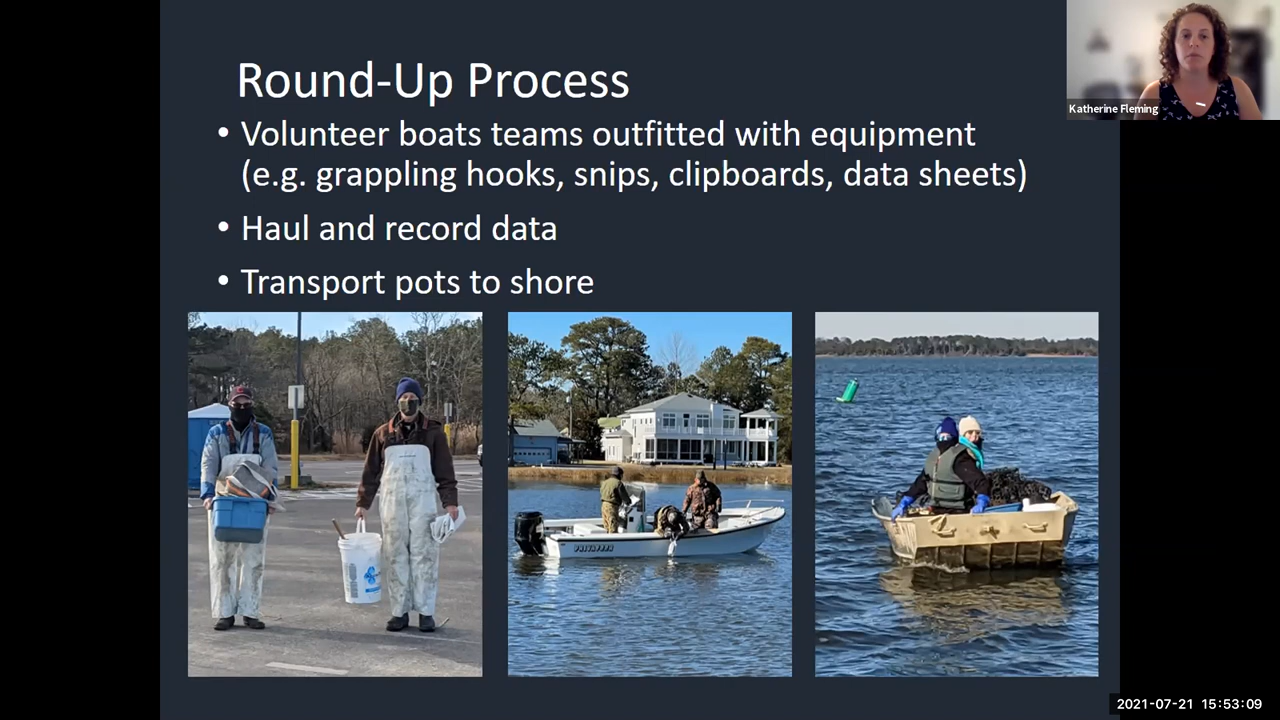 Round-Up Process
• Volunteer boats teams outfitted with equipment
(e.g. grappling hooks, snips, clipboards, data sheets)
• Haul and record data
• Transport pots to shore
Katherine Fleming
2021-07-21 15:53:09